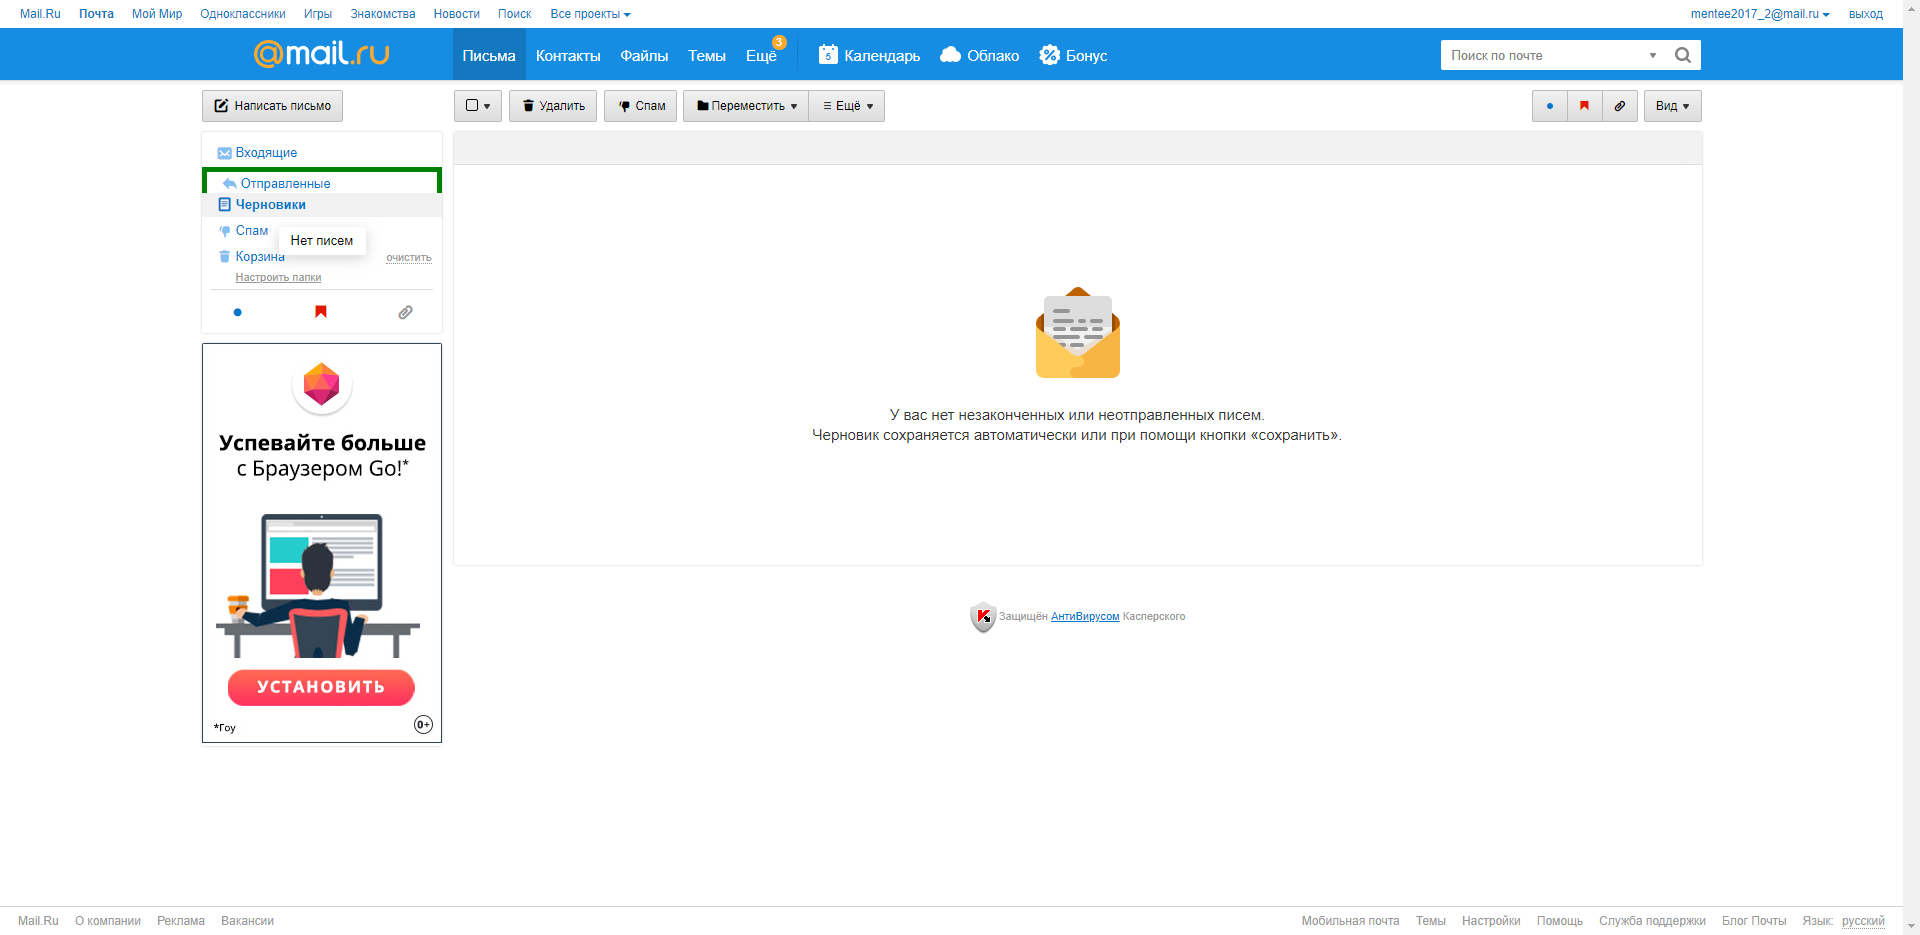 Mail.Ru Почта Мой Мир Одноклассники Игры Знакомства Новости Поиск Все проекты mentee2017_2@mail.ru выход
@mail.ru Письма Контакты Файлы Темы Ещё 3 5 Календарь Облако Бонус Поиск по почте
Написать письмо Удалить Спам Переместить Ещё Вид
Входящие
Отправленные
Черновики
Спам
Нет писем
Корзина очистить
Настроить папки
У вас нет незаконченных или неотправленных писем.
Черновик сохраняется автоматически или при помощи кнопки «сохранить».
Успевайте больше
с Браузером Go!*
УСТАНОВИТЬ
*Гоу 0+
Защищён АнтиВирусом Касперского
Mail.Ru О компании Реклама Вакансии Мобильная почта Темы Настройки Помощь Служба поддержки Блог Почты Язык: русский